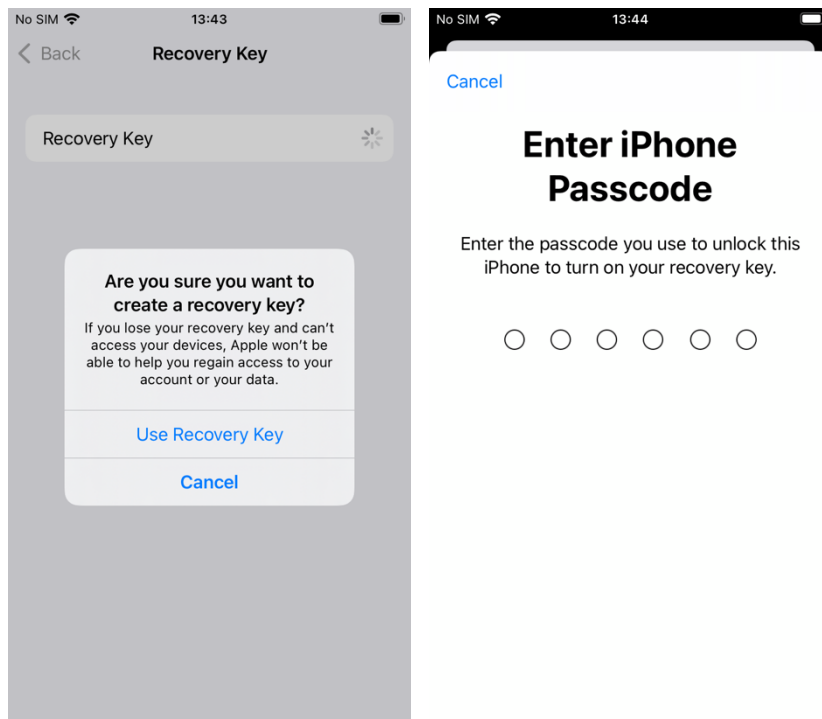 No SIM 13:43
Back Recovery Key
Recovery Key
Are you sure you want to
create a recovery key?
If you lose your recovery key and can't
access your devices, Apple won't be
able to help you regain access to your
account or your data.
Use Recovery Key
Cancel
No SIM 13:44
Cancel
Enter iPhone
Passcode
Enter the passcode you use to unlock this
iPhone to turn on your recovery key.